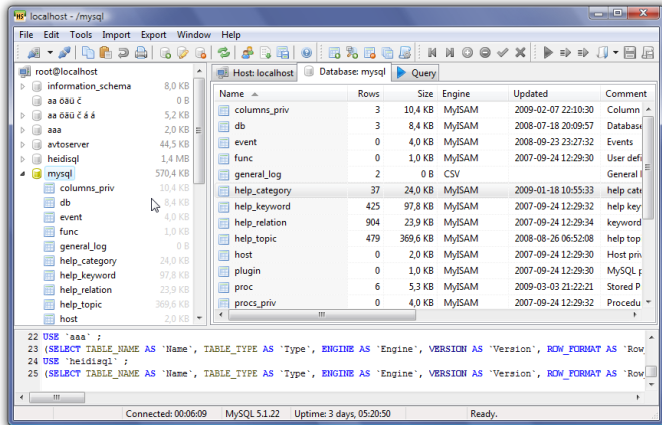 localhost - /mysql
File Edit Tools Import Export Window Help
root@localhost
information_schema 8,0 KB
aa öäü č 0 B
aa öäü č á á 5,2 KB
aaa 2,0 KB
avtoserver 44,5 KB
heidisql 1,4 MB
mysql 570,4 KB
columns_priv 10,4 KB
db 8,4 KB
event 4,0 KB
func 1,0 KB
general_log 0 B
help_category 24,0 KB
help_keyword 97,8 KB
help_relation 23,9 KB
help_topic 369,6 KB
host 2,0 KB
Host: localhost Database: mysql Query
Name Rows Size Engine Updated Comment
columns_priv 3 10,4 KB MyISAM 2009-02-07 22:10:30 Column
db 3 8,4 KB MyISAM 2008-07-18 20:09:57 Database
event 0 4,0 KB MyISAM 2008-09-23 23:27:32 Events
func 0 1,0 KB MyISAM 2007-09-24 12:29:30 User defi
general_log 2 0 B CSV General l
help_category 37 24,0 KB MyISAM 2009-01-18 10:55:33 help cate
help_keyword 425 97,8 KB MyISAM 2007-09-24 12:29:32 help key
help_relation 904 23,9 KB MyISAM 2007-09-24 12:29:34 keyword
help_topic 479 369,6 KB MyISAM 2008-08-26 06:52:08 help top
host 0 2,0 KB MyISAM 2007-09-24 12:29:30 Host priv
plugin 0 1,0 KB MyISAM 2007-09-24 12:29:30 MySQL p
proc 6 5,3 KB MyISAM 2009-03-03 21:22:21 Stored P
procs_priv 0 4,0 KB MyISAM 2007-09-24 12:29:32 Procedu
22 USE `aaa` ;
23 (SELECT TABLE_NAME AS `Name`, TABLE_TYPE AS `Type`, ENGINE AS `Engine`, VERSION AS `Version`, ROW_FORMAT AS `Row_
24 USE `heidisql` ;
25 (SELECT TABLE_NAME AS `Name`, TABLE_TYPE AS `Type`, ENGINE AS `Engine`, VERSION AS `Version`, ROW_FORMAT AS `Row_
Connected: 00:06:09 MySQL 5.1.22 Uptime: 3 days, 05:20:50 Ready.